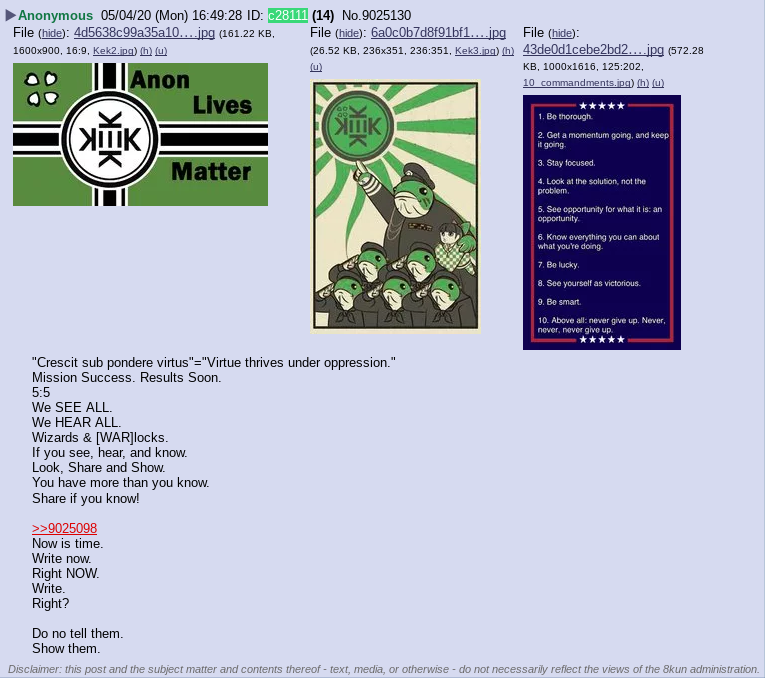 ▶Anonymous 05/04/20 (Mon) 16:49:28 ID: c28111 (14) No.9025130
File (hide): 4d5638c99a35a10….jpg (161.22 KB, 1600x900, 16:9, Kek2.jpg) (h) (u)
Anon
Lives
Matter
File (hide): 6a0c0b7d8f91bf1….jpg (26.52 KB, 236x351, 236:351, Kek3.jpg) (h) (u)
File (hide):
43de0d1cebe2bd2….jpg (572.28 KB, 1000x1616, 125:202, 10_commandments.jpg) (h) (u)
1. Be thorough.
2. Get a momentum going, and keep
it going.
3. Stay focused.
4. Look at the solution, not the
problem.
5. See opportunity for what it is: an
opportunity.
6. Know everything you can about
what you're doing.
7. Be lucky.
8. See yourself as victorious.
9. Be smart.
10. Above all: never give up. Never,
never, never give up.
"Crescit sub pondere virtus"="Virtue thrives under oppression."
Mission Success. Results Soon.
5:5
We SEE ALL.
We HEAR ALL.
Wizards & [WAR]locks.
If you see, hear, and know.
Look, Share and Show.
You have more than you know.
Share if you know!
>>9025098
Now is time.
Write now.
Right NOW.
Write.
Right?
Do no tell them.
Show them.
Disclaimer: this post and the subject matter and contents thereof - text, media, or otherwise - do not necessarily reflect the views of the 8kun administration.